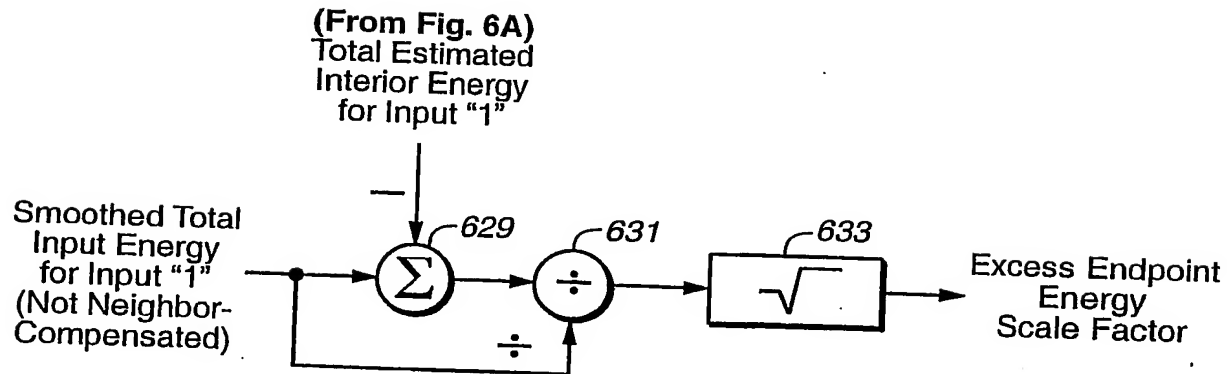 (From Fig. 6A)
Total Estimated
Interior Energy
for Input “1”
−
Smoothed Total
Input Energy
for Input “1”
(Not Neighbor-
Compensated)
629
Σ
631
÷
÷
633
√
Excess Endpoint
Energy
Scale Factor